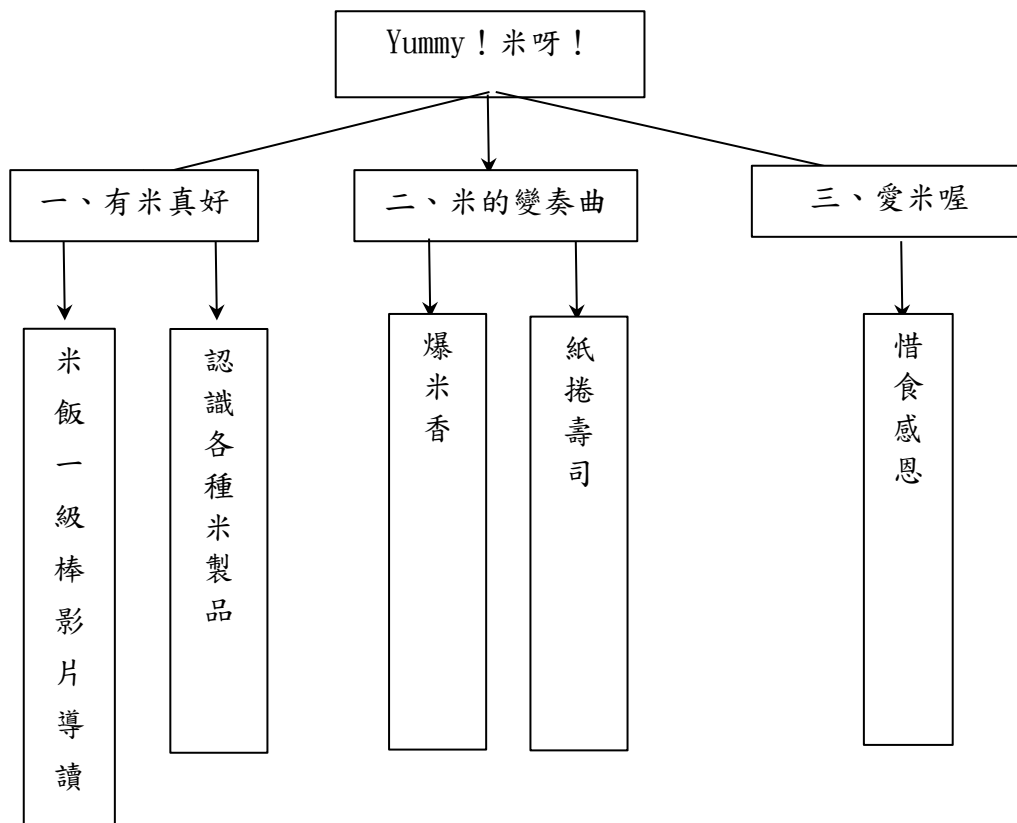 Yummy！米呀！
一、有米真好
二、米的變奏曲
三、愛米喔
米飯一級棒影片導讀
認識各種米製品
爆米香
紙捲壽司
惜食感恩